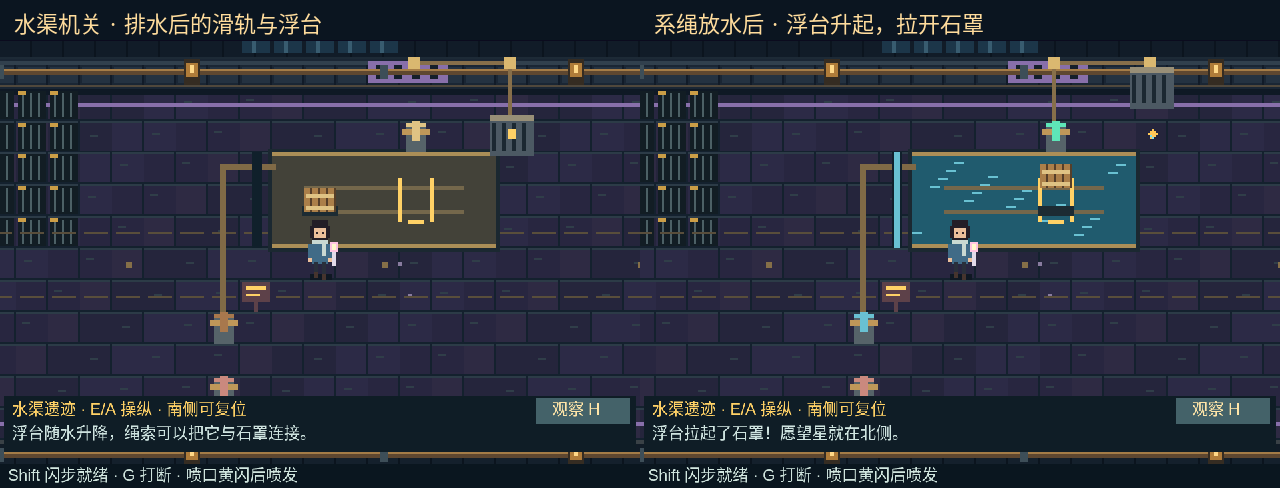 水渠机关 · 排水后的滑轨与浮台
系绳放水后 · 浮台升起，拉开石罩
水渠遗迹 · E/A 操纵 · 南侧可复位
观察 H
浮台随水升降，绳索可以把它与石罩连接。
Shift 闪步就绪 · G 打断 · 喷口黄闪后喷发
水渠遗迹 · E/A 操纵 · 南侧可复位
观察 H
浮台拉起了石罩！愿望星就在北侧。
Shift 闪步就绪 · G 打断 · 喷口黄闪后喷发